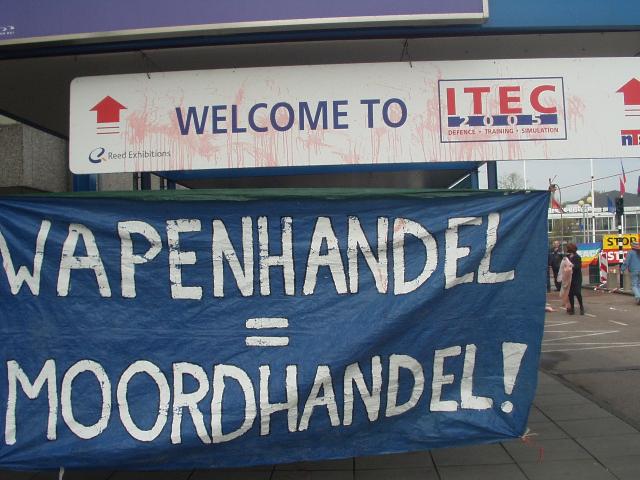 WELCOME TO
ITEC
2005
DEFENCE • TRAINING • SIMULATION
Reed Exhibitions
WAPENHANDEL
=
MOORDHANDEL!
STOP